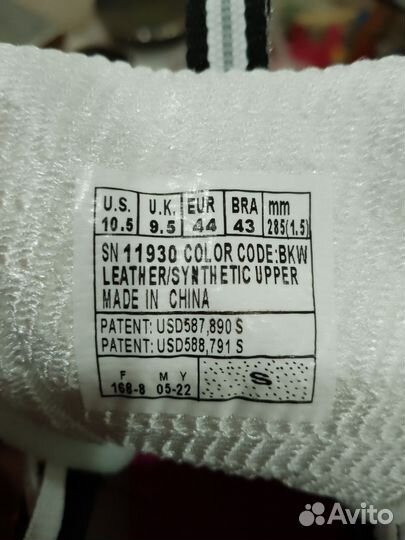 U.S. U.K. EUR BRA mm
10.5 9.5 44 43 285(1.5)
SN 11930 COLOR CODE:BKW
LEATHER/SYNTHETIC UPPER
MADE IN CHINA
PATENT: USD587,890 S
PATENT: USD588,791 S
F M Y S
168-8 05-22
Avito